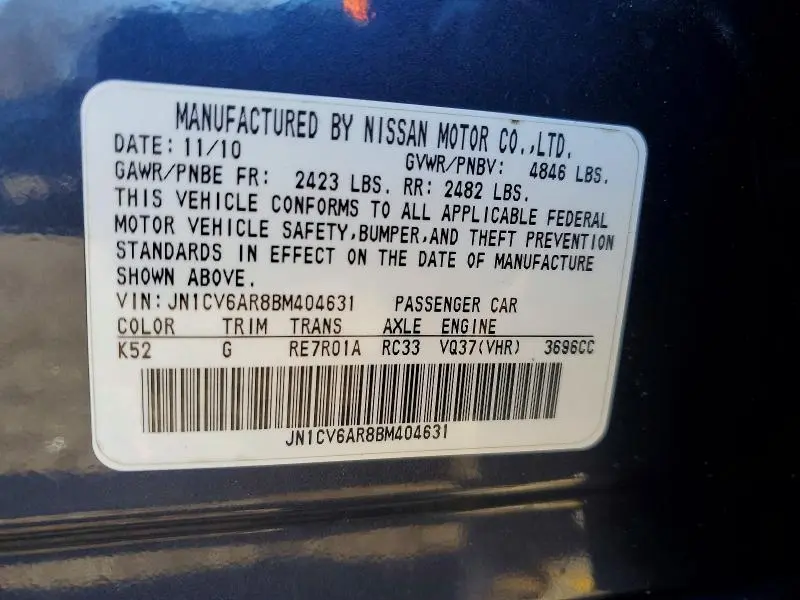 MANUFACTURED BY NISSAN MOTOR CO.,LTD.
DATE: 11/10 GVWR/PNBV: 4846 LBS.
GAWR/PNBE FR: 2423 LBS. RR: 2482 LBS.
THIS VEHICLE CONFORMS TO ALL APPLICABLE FEDERAL
MOTOR VEHICLE SAFETY,BUMPER,AND THEFT PREVENTION
STANDARDS IN EFFECT ON THE DATE OF MANUFACTURE
SHOWN ABOVE.
VIN:JN1CV6AR8BM404631 PASSENGER CAR
COLOR TRIM TRANS AXLE ENGINE
K52 G RE7R01A RC33 VQ37(VHR) 3696CC
JN1CV6AR8BM404631